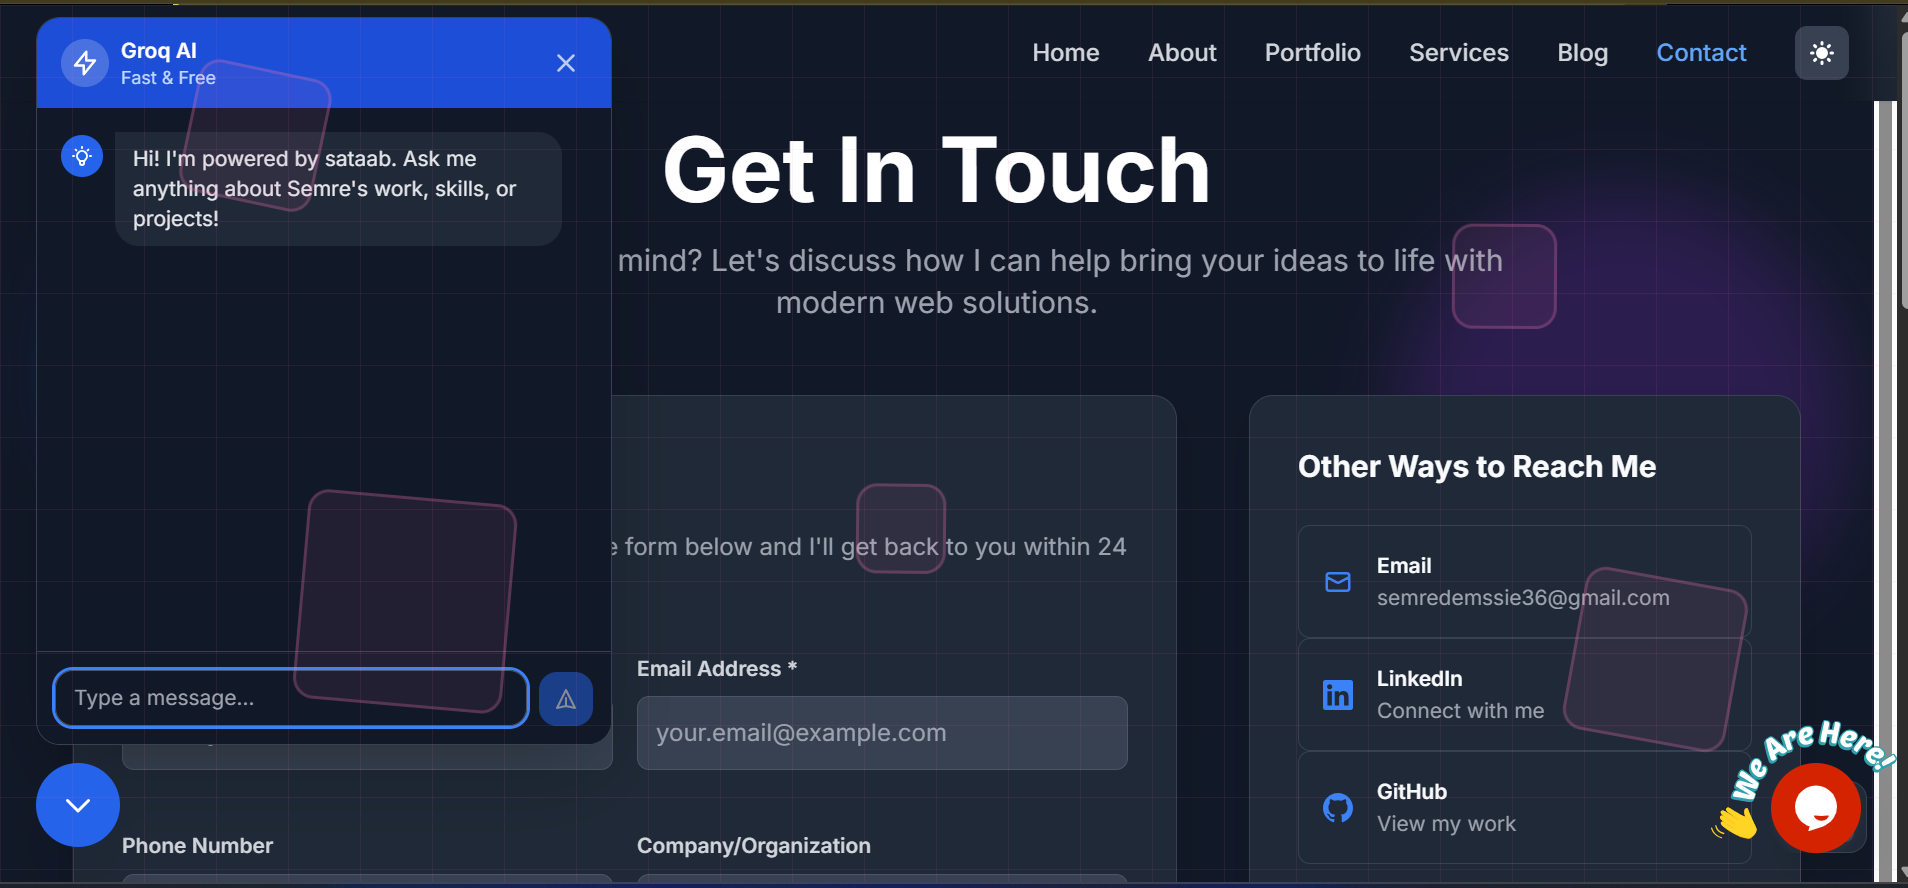 Groq AI
Fast & Free
Hi! I'm powered by sataab. Ask me
anything about Semre's work, skills, or
projects!
Type a message...
Home
About
Portfolio
Services
Blog
Contact
Get In Touch
mind? Let's discuss how I can help bring your ideas to life with
modern web solutions.
form below and I'll get back to you within 24
Email Address *
your.email@example.com
Phone Number
Company/Organization
Other Ways to Reach Me
Email
semredemssie36@gmail.com
LinkedIn
Connect with me
GitHub
View my work
We Are Here!